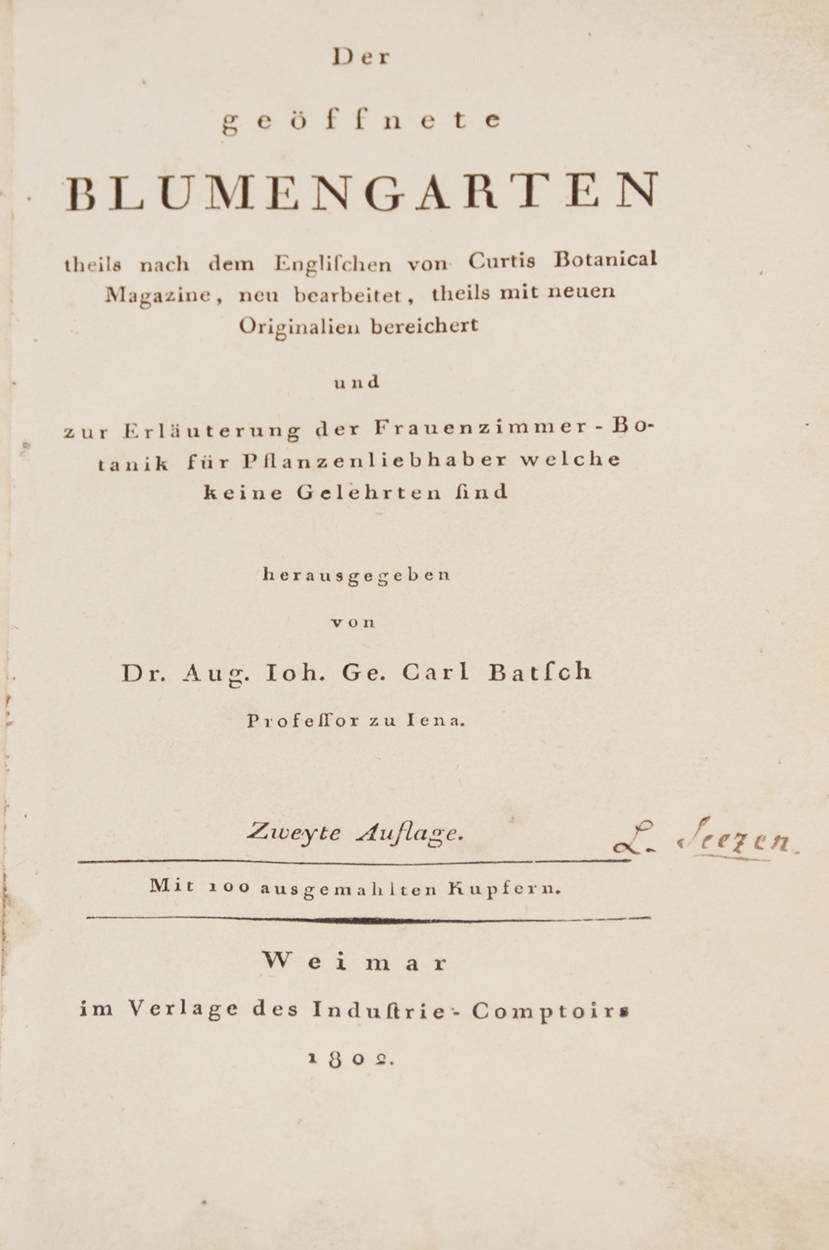 Der
geöffnete
BLUMENGARTEN
theils nach dem Engliſchen von Curtis Botanical
Magazine, neu bearbeitet, theils mit neuen
Originalien bereichert
und
zur Erläuterung der Frauenzimmer-Bo-
tanik für Pflanzenliebhaber welche
keine Gelehrten ſind
herausgegeben
von
Dr. Aug. Ioh. Ge. Carl Batſch
Profeſſor zu Iena.
Zweyte Auflage.
L. Seezen.
Mit 100 ausgemahlten Kupfern.
Weimar
im Verlage des Induſtrie-Comptoirs
1802.